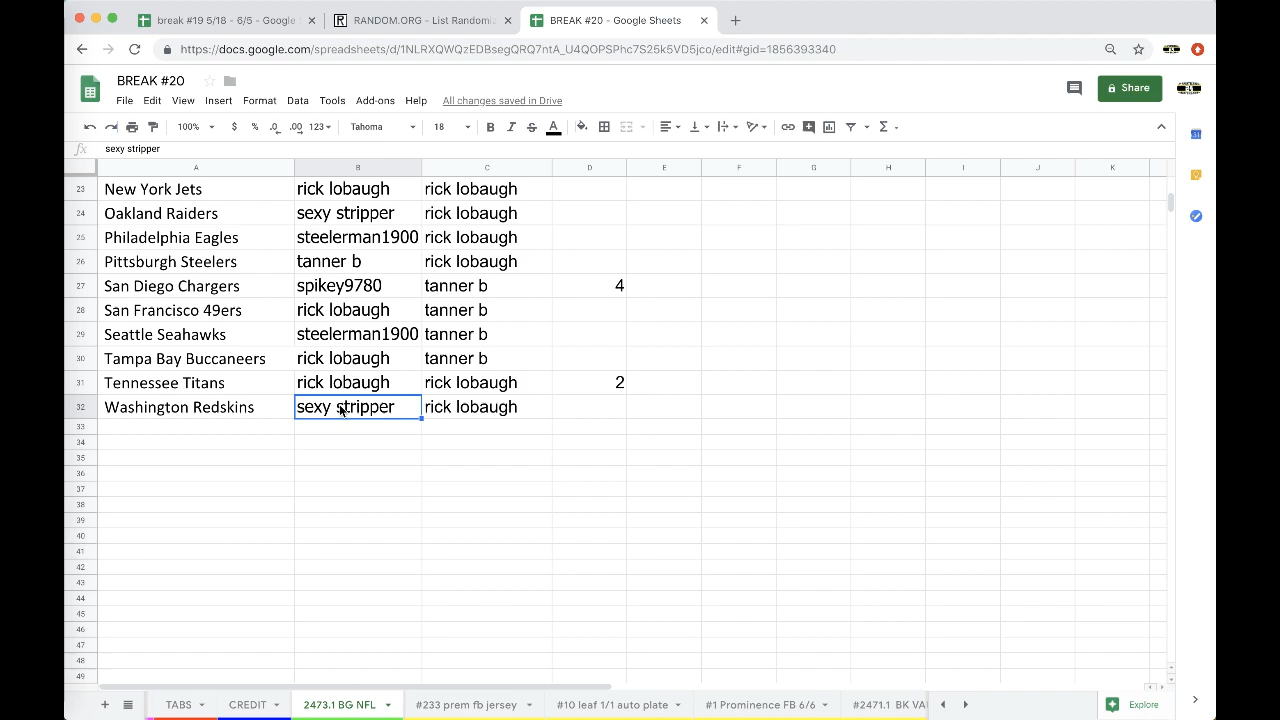 break #19 5/18 - 6/5 - Google
RANDOM.ORG - List Randomiz
BREAK #20 - Google Sheets
https://docs.google.com/spreadsheets/d/1NLRXQWQzEDBsegQRQ7ntA_U4QOPSPhc7S25k5VD5jco/edit#gid=1856393340
BREAK #20
File Edit View Insert Format Data Tools Add-ons Help All changes saved in Drive
Share
100% $ % .0 .00 123 Tahoma 18 B I S A
fx sexy stripper
A B C D E F G H I J K
23 New York Jets rick lobaugh rick lobaugh
24 Oakland Raiders sexy stripper rick lobaugh
25 Philadelphia Eagles steelerman1900 rick lobaugh
26 Pittsburgh Steelers tanner b rick lobaugh
27 San Diego Chargers spikey9780 tanner b 4
28 San Francisco 49ers rick lobaugh tanner b
29 Seattle Seahawks steelerman1900 tanner b
30 Tampa Bay Buccaneers rick lobaugh tanner b
31 Tennessee Titans rick lobaugh rick lobaugh 2
32 Washington Redskins sexy stripper rick lobaugh
33
34
35
36
37
38
39
40
41
42
43
44
45
46
47
48
49
TABS CREDIT 2473.1 BG NFL #233 prem fb jersey #10 leaf 1/1 auto plate #1 Prominence FB 6/6 #2471.1 BK VA
Explore